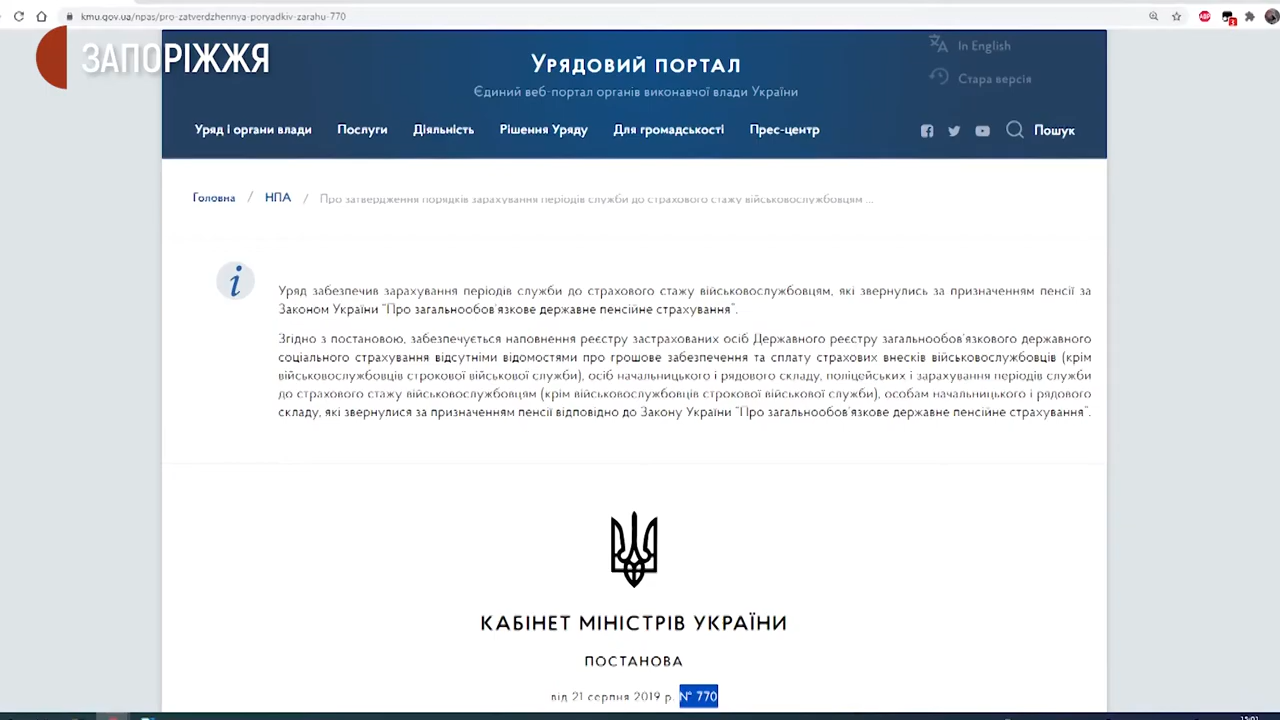 kmu.gov.ua/npas/pro-zatverdzhennya-poryadkiv-zarahu-770
ЗАПОРІЖЖЯ
In English
Стара версія
Урядовий портал
Єдиний веб-портал органів виконавчої влади України
Уряд і органи влади Послуги Діяльність Рішення Уряду Для громадськості Прес-центр Пошук
Головна / НПА / Про затвердження порядків зарахування періодів служби до страхового стажу військовослужбовцям ...
Уряд забезпечив зарахування періодів служби до страхового стажу військовослужбовцям, які звернулись за призначенням пенсії за
Законом України "Про загальнообов'язкове державне пенсійне страхування".
Згідно з постановою, забезпечується наповнення реєстру застрахованих осіб Державного реєстру загальнообов'язкового державного
соціального страхування відсутніми відомостями про грошове забезпечення та сплату страхових внесків військовослужбовців (крім
військовослужбовців строкової військової служби), осіб начальницького і рядового складу, поліцейських і зарахування періодів служби
до страхового стажу військовослужбовцям (крім військовослужбовців строкової військової служби), особам начальницького і рядового
складу, які звернулися за призначенням пенсії відповідно до Закону України "Про загальнообов'язкове державне пенсійне страхування".
КАБІНЕТ МІНІСТРІВ УКРАЇНИ
ПОСТАНОВА
від 21 серпня 2019 р. № 770